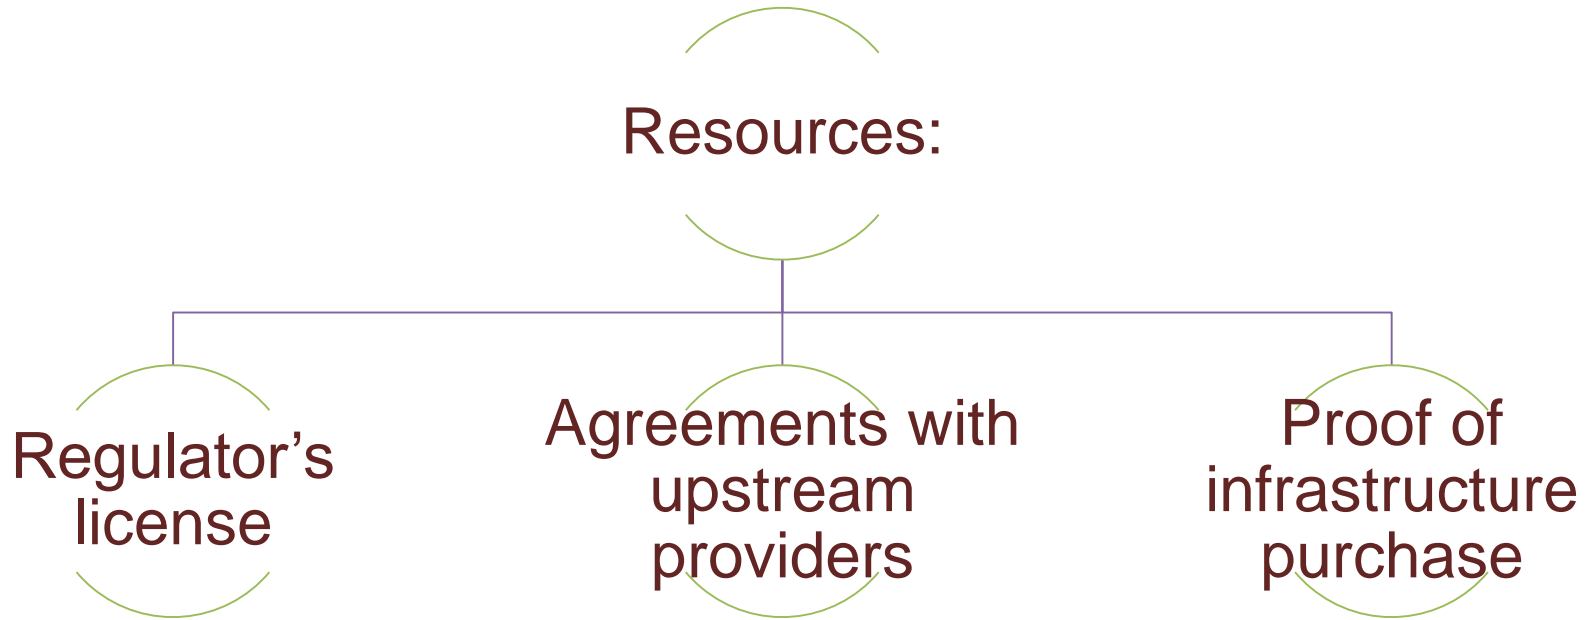 Resources:
Regulator’s
license
Agreements with
upstream
providers
Proof of
infrastructure
purchase